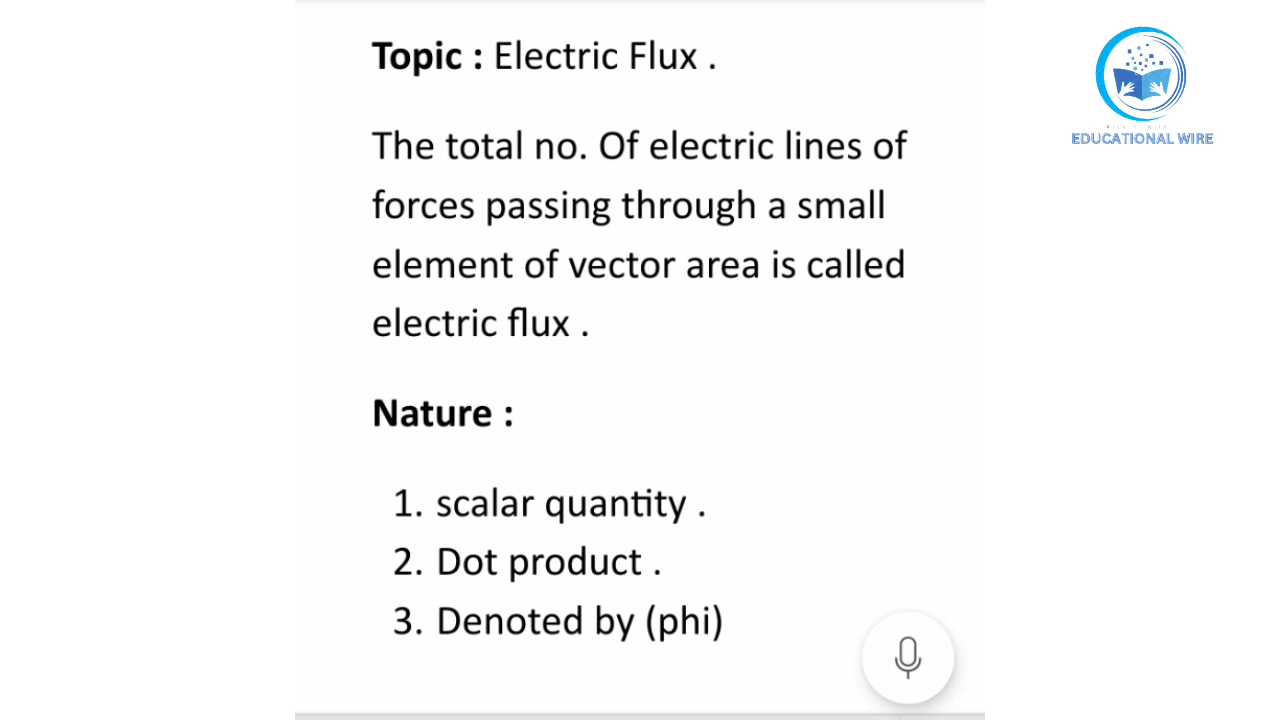 Topic : Electric Flux .
The total no. Of electric lines of
forces passing through a small
element of vector area is called
electric flux .
Nature :
1. scalar quantity .
2. Dot product .
3. Denoted by (phi)
EDUCATIONAL WIRE